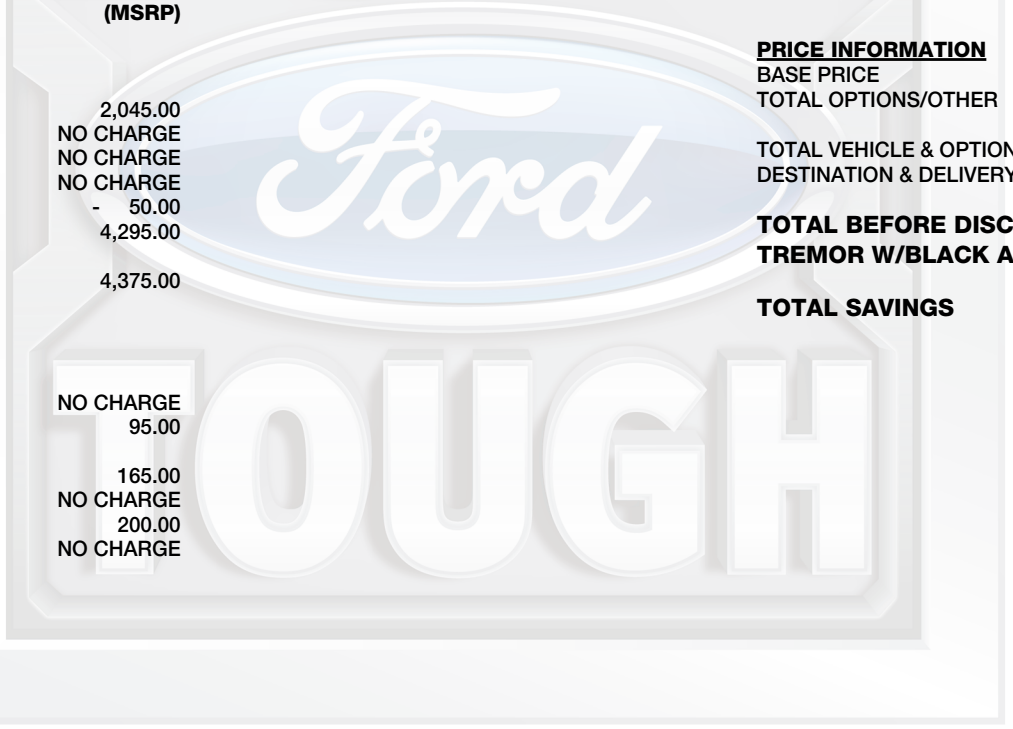 (MSRP)
2,045.00
NO CHARGE
NO CHARGE
NO CHARGE
- 50.00
4,295.00
4,375.00
NO CHARGE
95.00
165.00
NO CHARGE
200.00
NO CHARGE
PRICE INFORMATION
BASE PRICE
TOTAL OPTIONS/OTHER
TOTAL VEHICLE & OPTION
DESTINATION & DELIVERY
TOTAL BEFORE DISC
TREMOR W/BLACK A
TOTAL SAVINGS
Ford
TOUGH